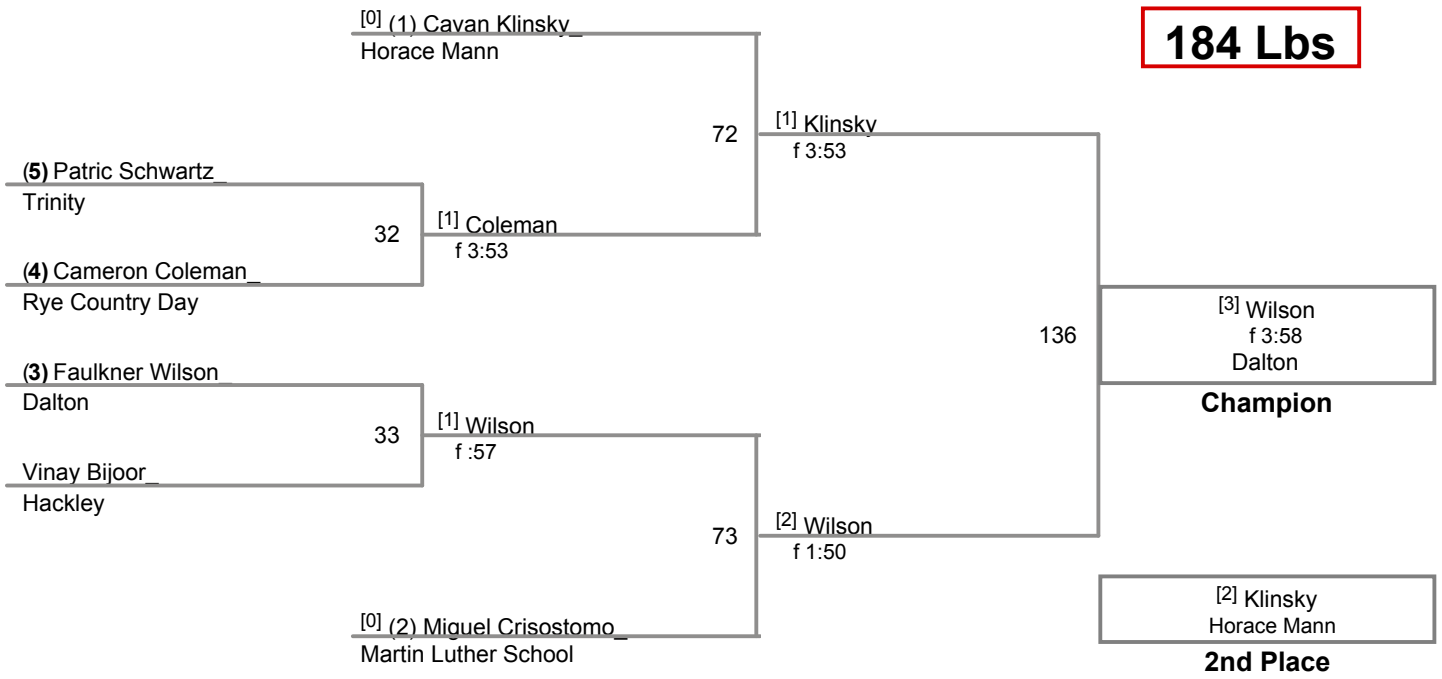 [0] (1) Cavan Klinsky_
Horace Mann
184 Lbs
72
[1] Klinsky
f 3:53
(5) Patric Schwartz_
Trinity
32
[1] Coleman
f 3:53
(4) Cameron Coleman_
Rye Country Day
136
[3] Wilson
f 3:58
Dalton
Champion
(3) Faulkner Wilson_
Dalton
33
[1] Wilson
f :57
Vinay Bijoor_
Hackley
73
[2] Wilson
f 1:50
[0] (2) Miguel Crisostomo_
Martin Luther School
[2] Klinsky
Horace Mann
2nd Place